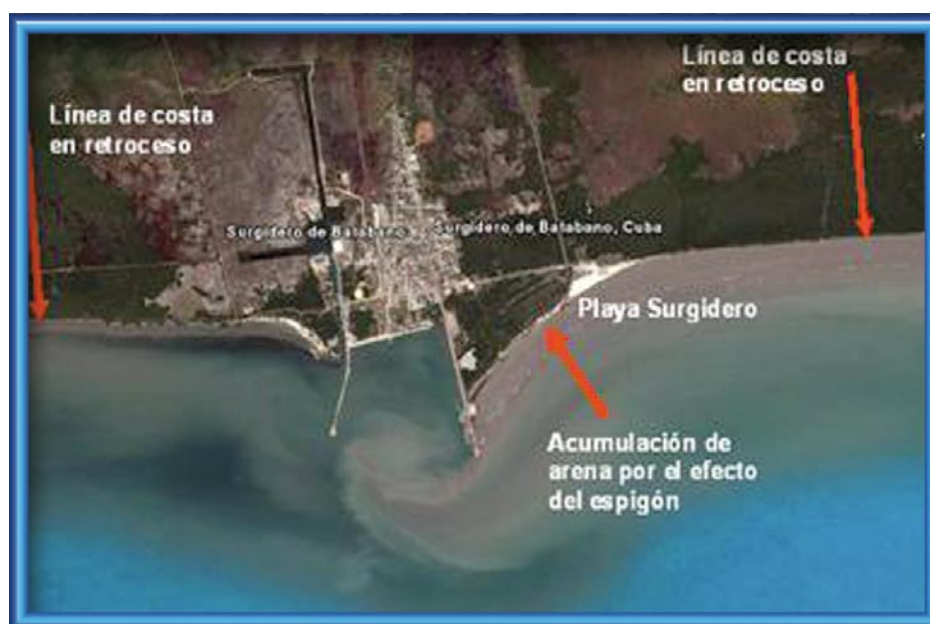 Línea de costa
en retroceso
Línea de costa
en retroceso
Surgidero de Batabano
Surgidero de Batabano, Cuba
Playa Surgidero
Acumulación de
arena por el efecto
del espigón